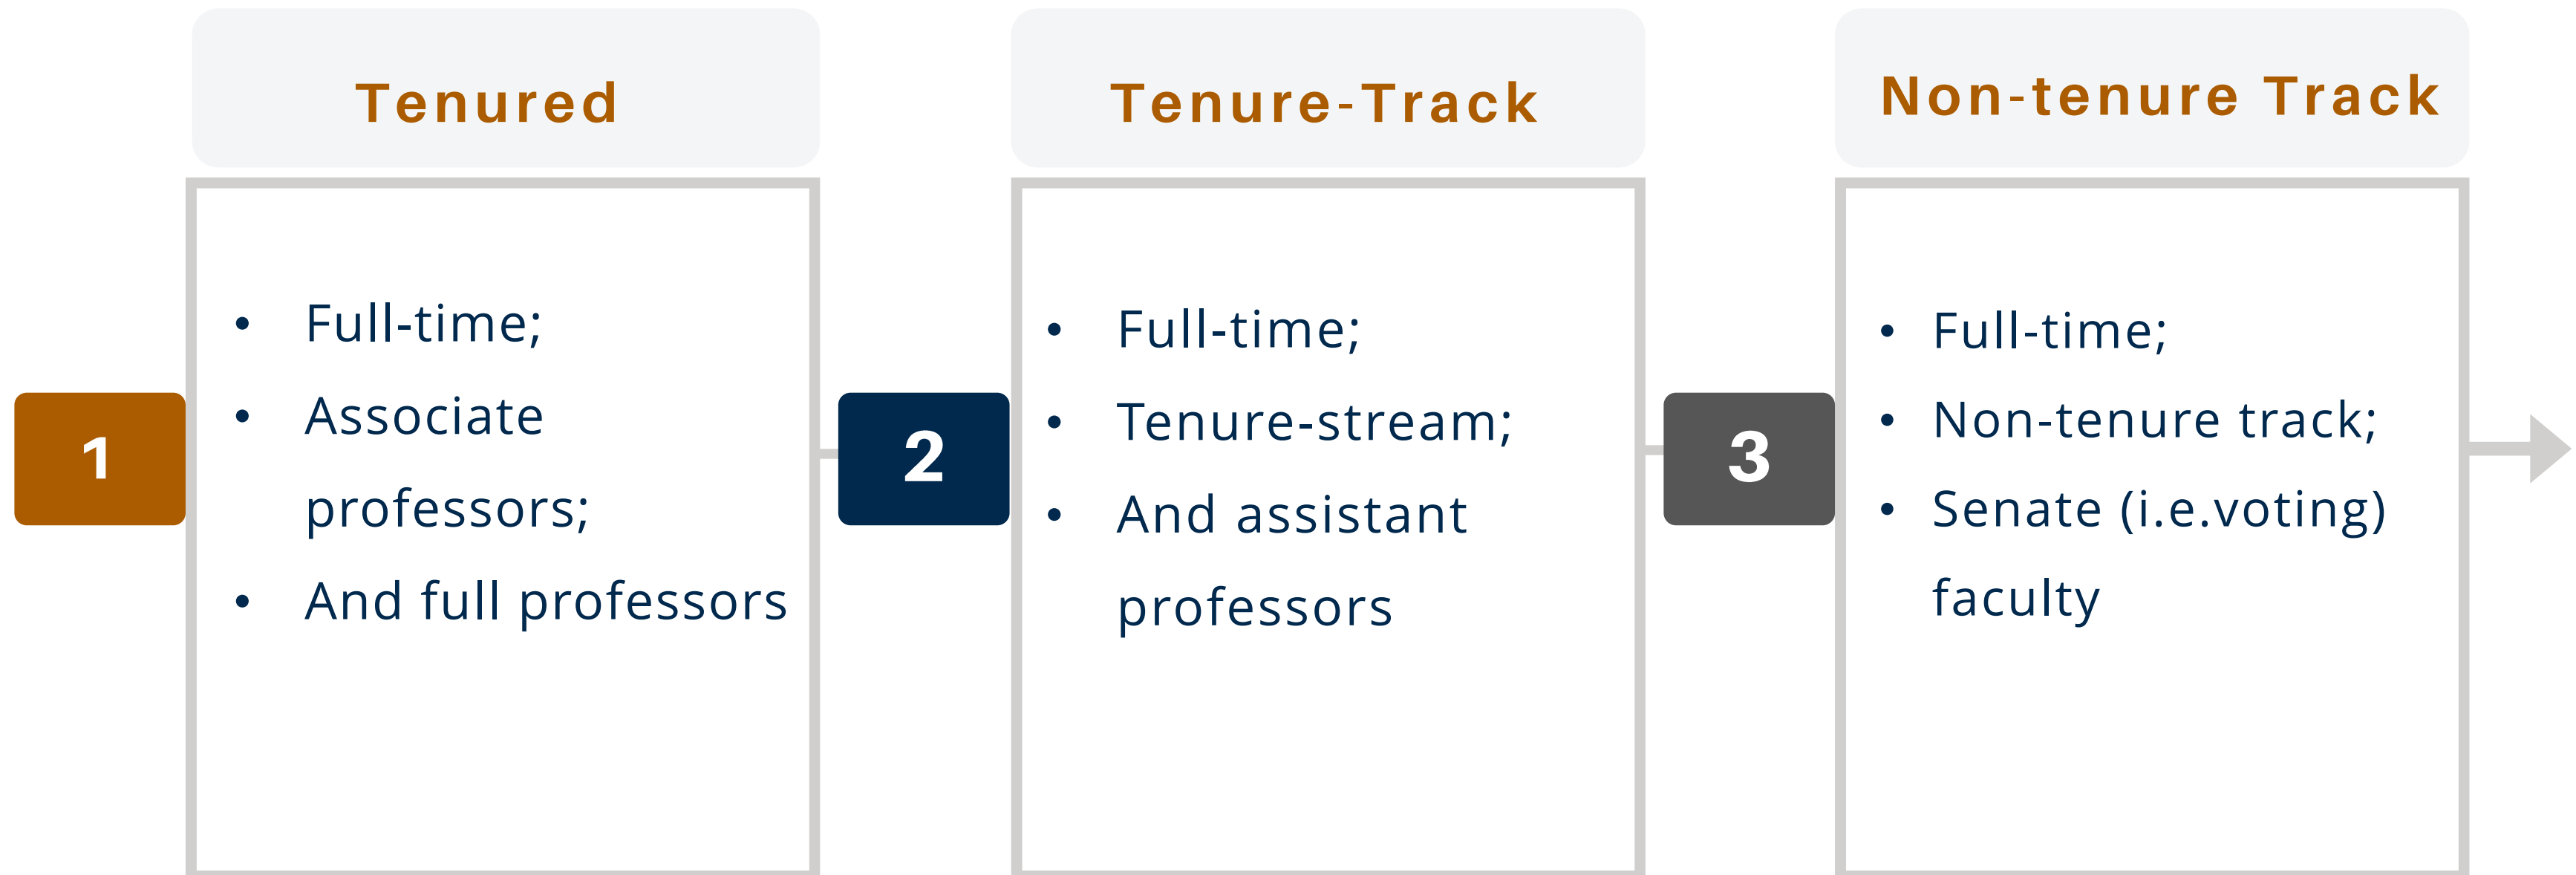 Tenured
1
• Full-time;
• Associate
professors;
• And full professors
Tenure-Track
2
• Full-time;
• Tenure-stream;
• And assistant
professors
Non-tenure Track
3
• Full-time;
• Non-tenure track;
• Senate (i.e.voting)
faculty